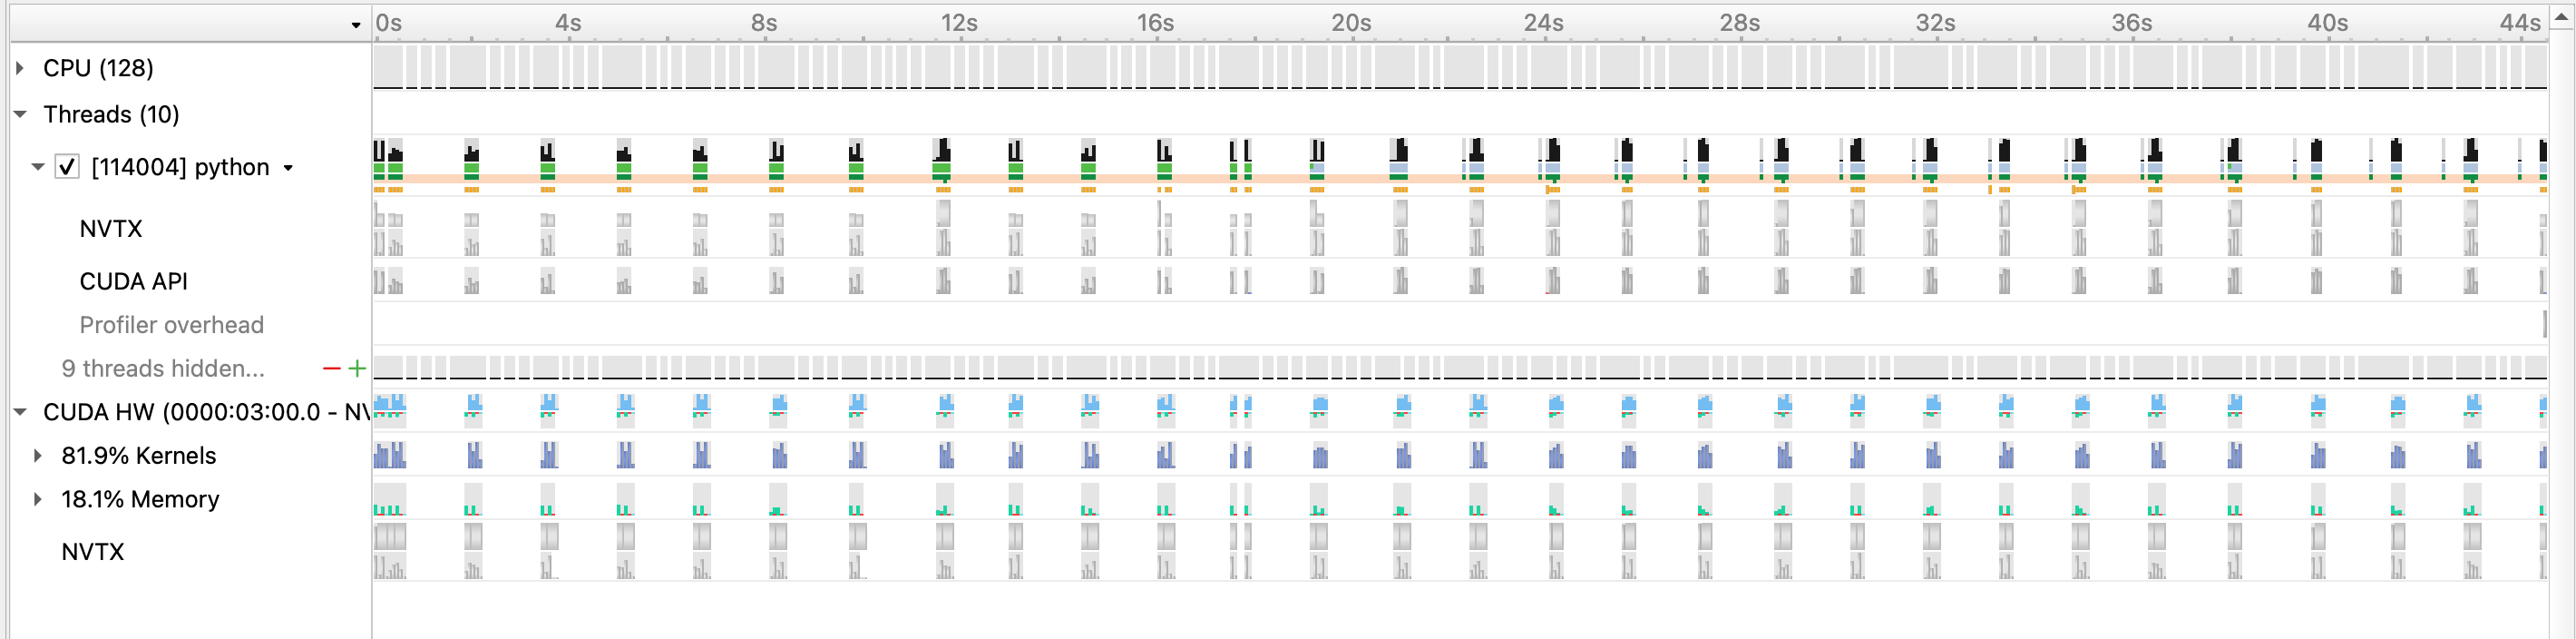 0s 4s 8s 12s 16s 20s 24s 28s 32s 36s 40s 44s
CPU (128)
Threads (10)
[114004] python
NVTX
CUDA API
Profiler overhead
9 threads hidden...
CUDA HW (0000:03:00.0 - NV
81.9% Kernels
18.1% Memory
NVTX